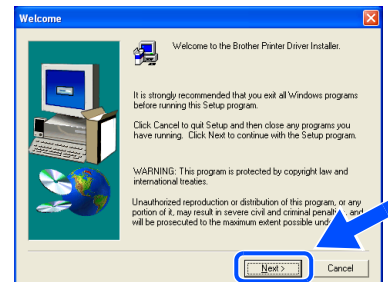 Welcome
Welcome to the Brother Printer Driver Installer.
It is strongly recommended that you exit all Windows programs
before running this Setup program.
Click Cancel to quit Setup and then close any programs you
have running. Click Next to continue with the Setup program.
WARNING: This program is protected by copyright law and
international treaties.
Unauthorized reproduction or distribution of this program, or any
portion of it, may result in severe civil and criminal and
will be prosecuted to the maximum extent possible
Next >
Cancel